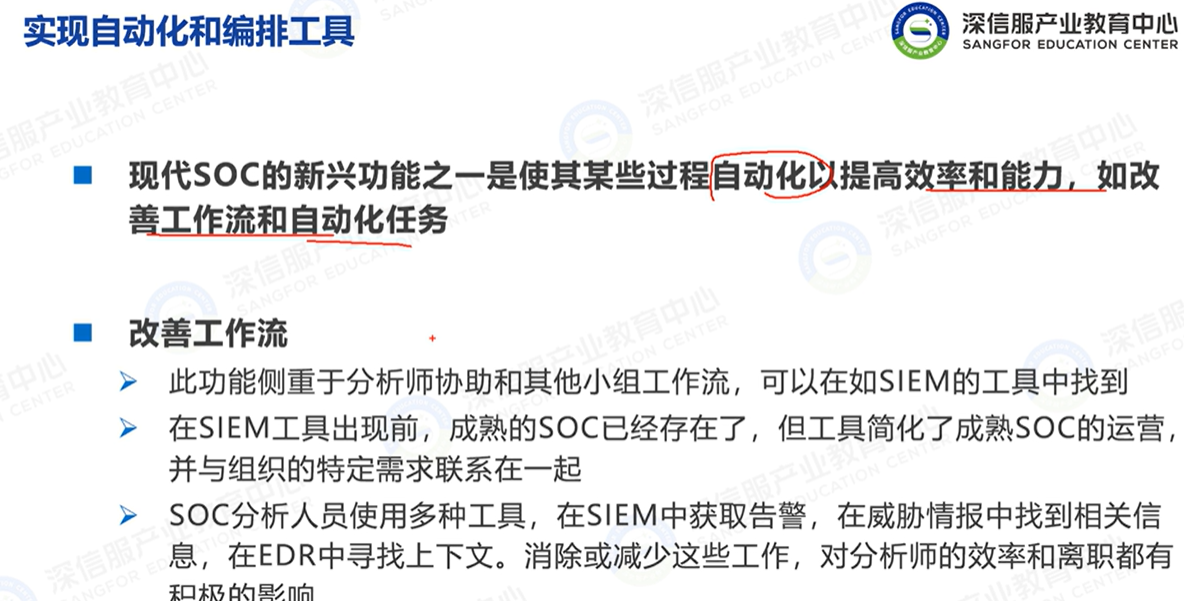 实现自动化和编排工具
深信服产业教育中心
SANGFOR EDUCATION CENTER
现代SOC的新兴功能之一是使其某些过程自动化以提高效率和能力，如改
善工作流和自动化任务
改善工作流
此功能侧重于分析师协助和其他小组工作流，可以在如SIEM的工具中找到
在SIEM工具出现前，成熟的SOC已经存在了，但工具简化了成熟SOC的运营，
并与组织的特定需求联系在一起
SOC分析人员使用多种工具，在SIEM中获取告警，在威胁情报中找到相关信
息，在EDR中寻找上下文。消除或减少这些工作，对分析师的效率和离职都有
积极的影响